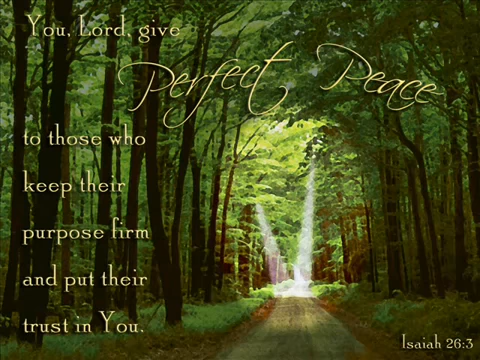 You, Lord, give
Perfect Peace
to those who
keep their
purpose firm
and put their
trust in You.
Isaiah 26:3